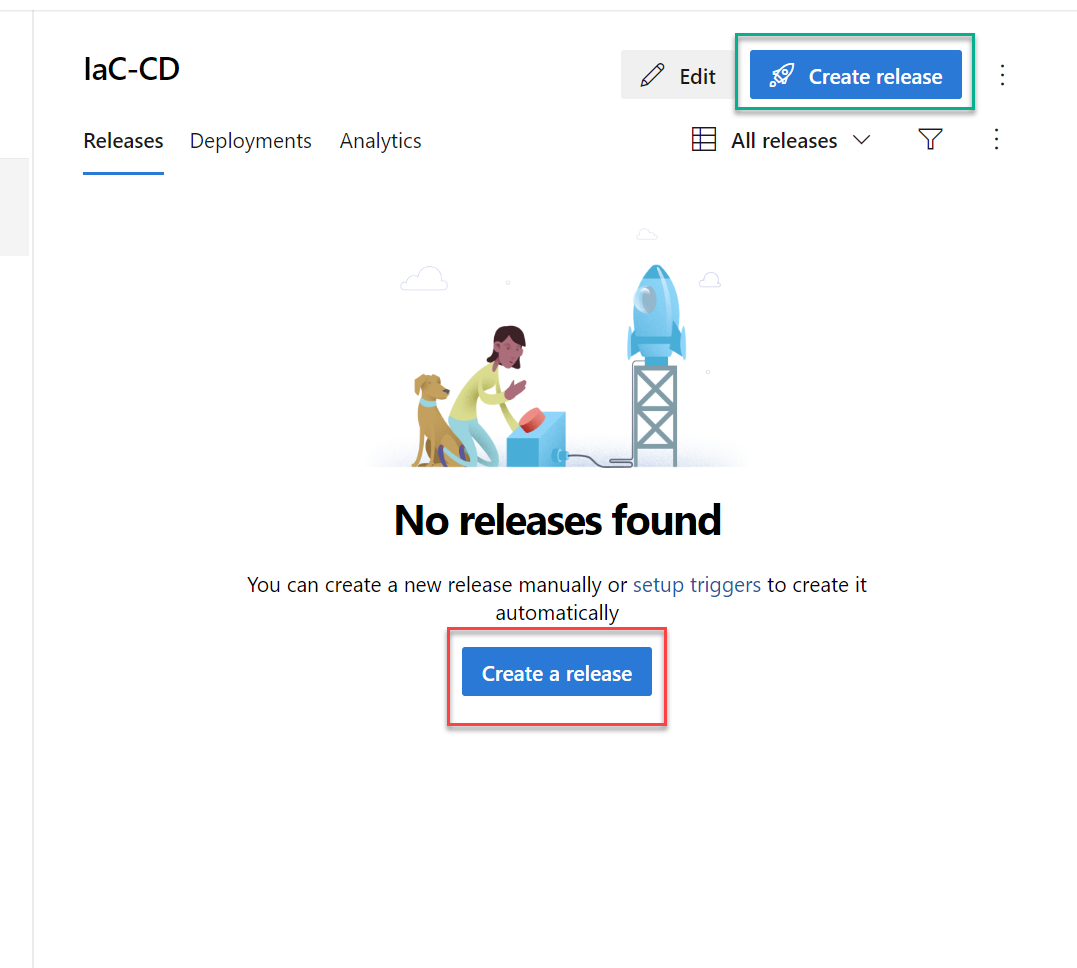 IaC-CD
Edit
Create release
Releases
Deployments
Analytics
All releases
No releases found
You can create a new release manually or setup triggers to create it
automatically
Create a release